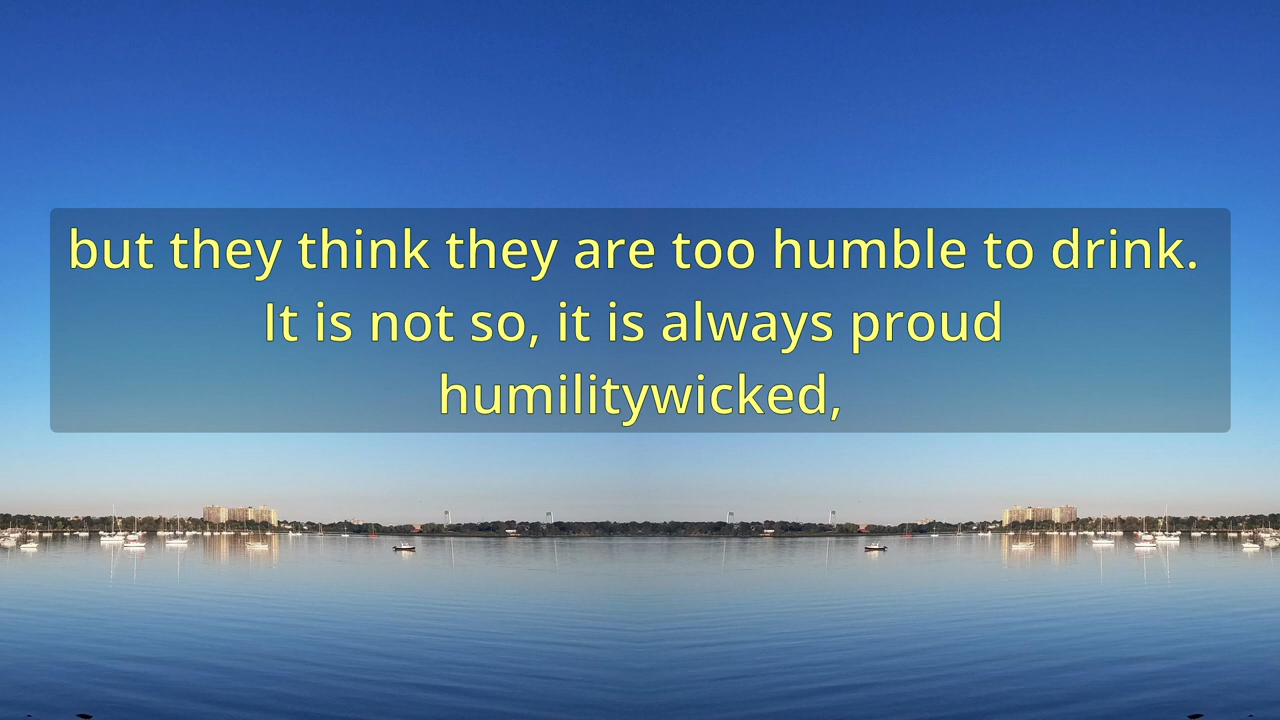 but they think they are too humble to drink.
It is not so, it is always proud
humilitywicked,